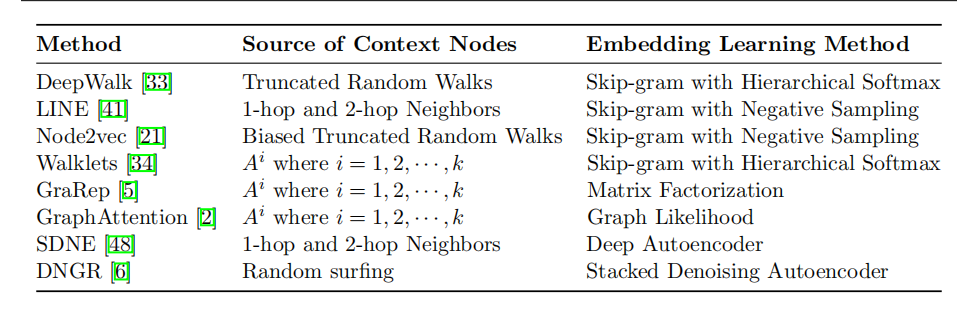 Method Source of Context Nodes Embedding Learning Method
DeepWalk [33] Truncated Random Walks Skip-gram with Hierarchical Softmax
LINE [41] 1-hop and 2-hop Neighbors Skip-gram with Negative Sampling
Node2vec [21] Biased Truncated Random Walks Skip-gram with Negative Sampling
Walklets [34] A^i where i = 1, 2, ⋯, k Skip-gram with Hierarchical Softmax
GraRep [5] A^i where i = 1, 2, ⋯, k Matrix Factorization
GraphAttention [2] A^i where i = 1, 2, ⋯, k Graph Likelihood
SDNE [48] 1-hop and 2-hop Neighbors Deep Autoencoder
DNGR [6] Random surfing Stacked Denoising Autoencoder